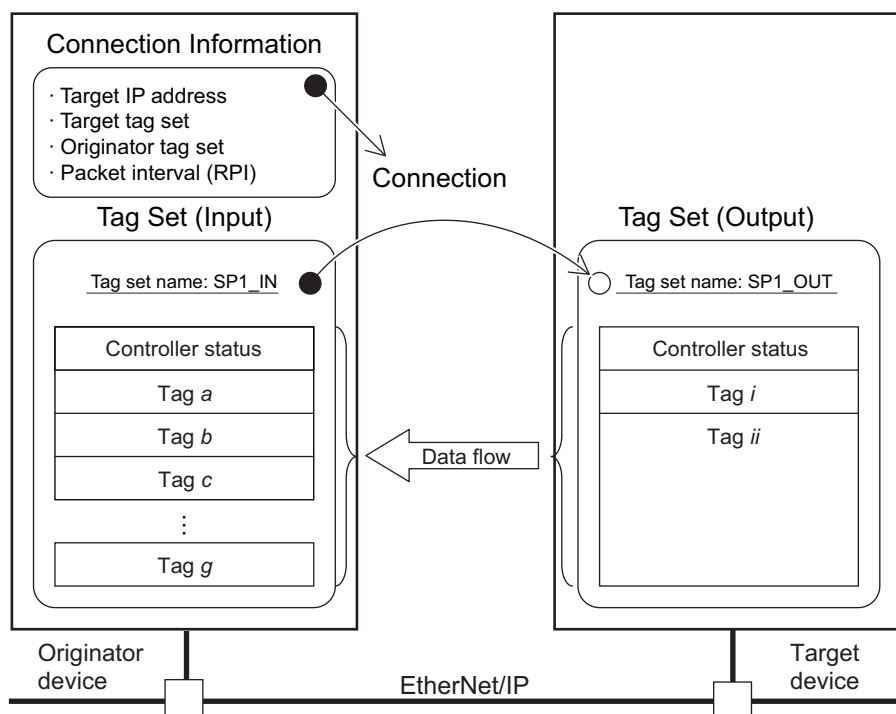 Connection Information
· Target IP address
· Target tag set
· Originator tag set
· Packet interval (RPI)
Connection
Tag Set (Input)
Tag set name: SP1_IN
Controller status
Tag a
Tag b
Tag c
⋮
Tag g
Data flow
Tag Set (Output)
Tag set name: SP1_OUT
Controller status
Tag i
Tag ii
Originator
device
EtherNet/IP
Target
device